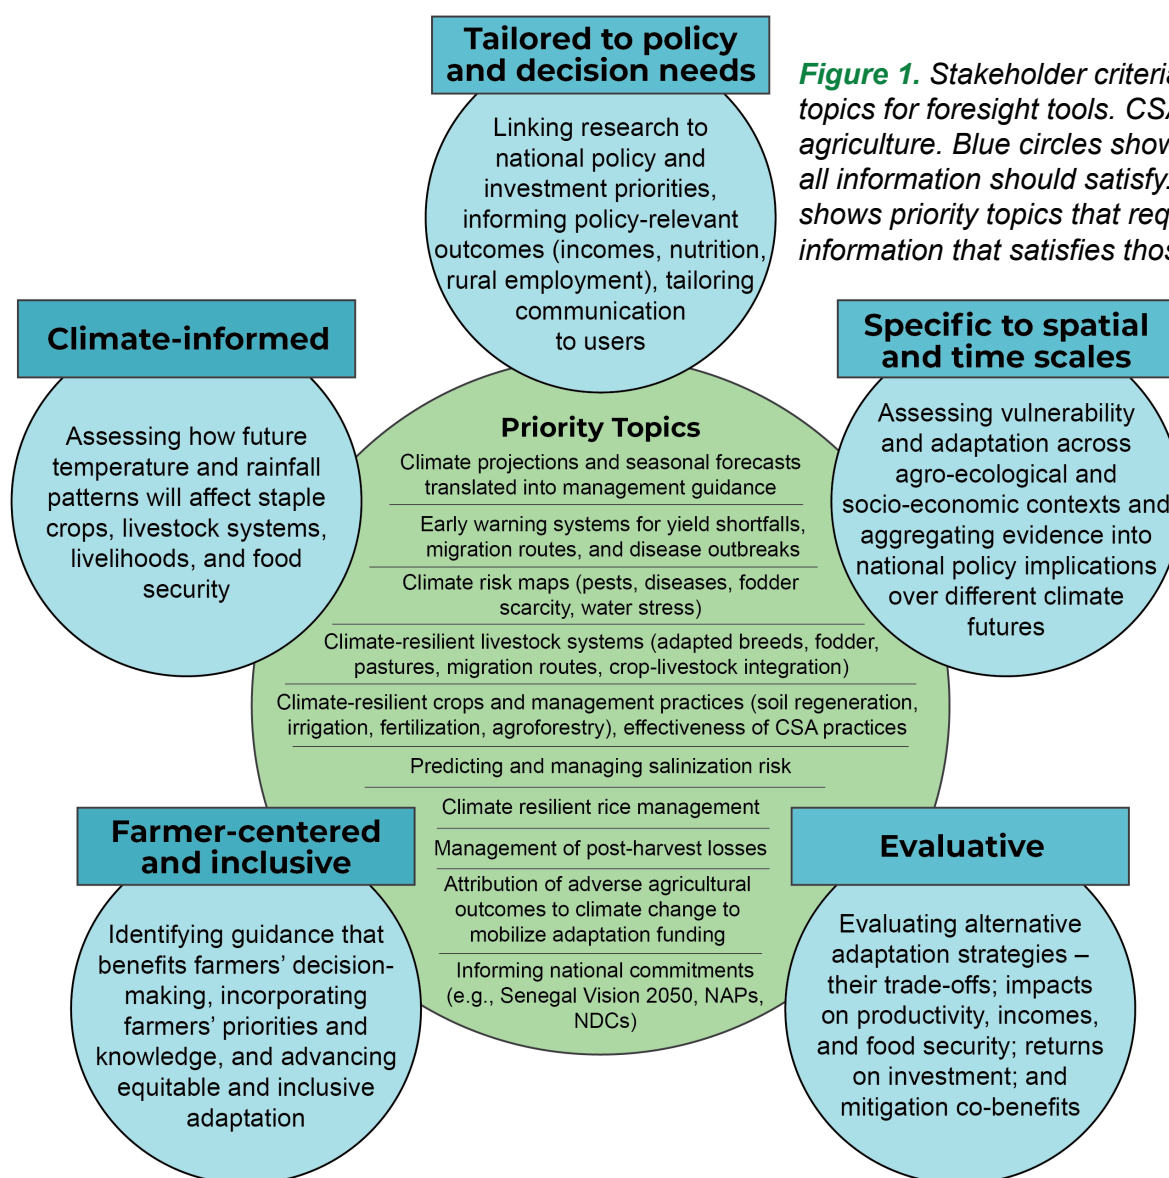 Tailored to policy
and decision needs
Linking research to
national policy and
investment priorities,
informing policy-relevant
outcomes (incomes, nutrition,
rural employment), tailoring
communication
to users
Figure 1. Stakeholder criteria
topics for foresight tools. CSA
agriculture. Blue circles show
all information should satisfy.
shows priority topics that req
information that satisfies thos
Climate-informed
Assessing how future
temperature and rainfall
patterns will affect staple
crops, livestock systems,
livelihoods, and food
security
Specific to spatial
and time scales
Assessing vulnerability
and adaptation across
agro-ecological and
socio-economic contexts and
aggregating evidence into
national policy implications
over different climate
futures
Priority Topics
Climate projections and seasonal forecasts
translated into management guidance
Early warning systems for yield shortfalls,
migration routes, and disease outbreaks
Climate risk maps (pests, diseases, fodder
scarcity, water stress)
Climate-resilient livestock systems (adapted breeds, fodder,
pastures, migration routes, crop-livestock integration)
Climate-resilient crops and management practices (soil regeneration,
irrigation, fertilization, agroforestry), effectiveness of CSA practices
Predicting and managing salinization risk
Climate resilient rice management
Management of post-harvest losses
Attribution of adverse agricultural
outcomes to climate change to
mobilize adaptation funding
Informing national commitments
(e.g., Senegal Vision 2050, NAPs,
NDCs)
Farmer-centered
and inclusive
Identifying guidance that
benefits farmers’ decision-
making, incorporating
farmers’ priorities and
knowledge, and advancing
equitable and inclusive
adaptation
Evaluative
Evaluating alternative
adaptation strategies –
their trade-offs; impacts
on productivity, incomes,
and food security; returns
on investment; and
mitigation co-benefits